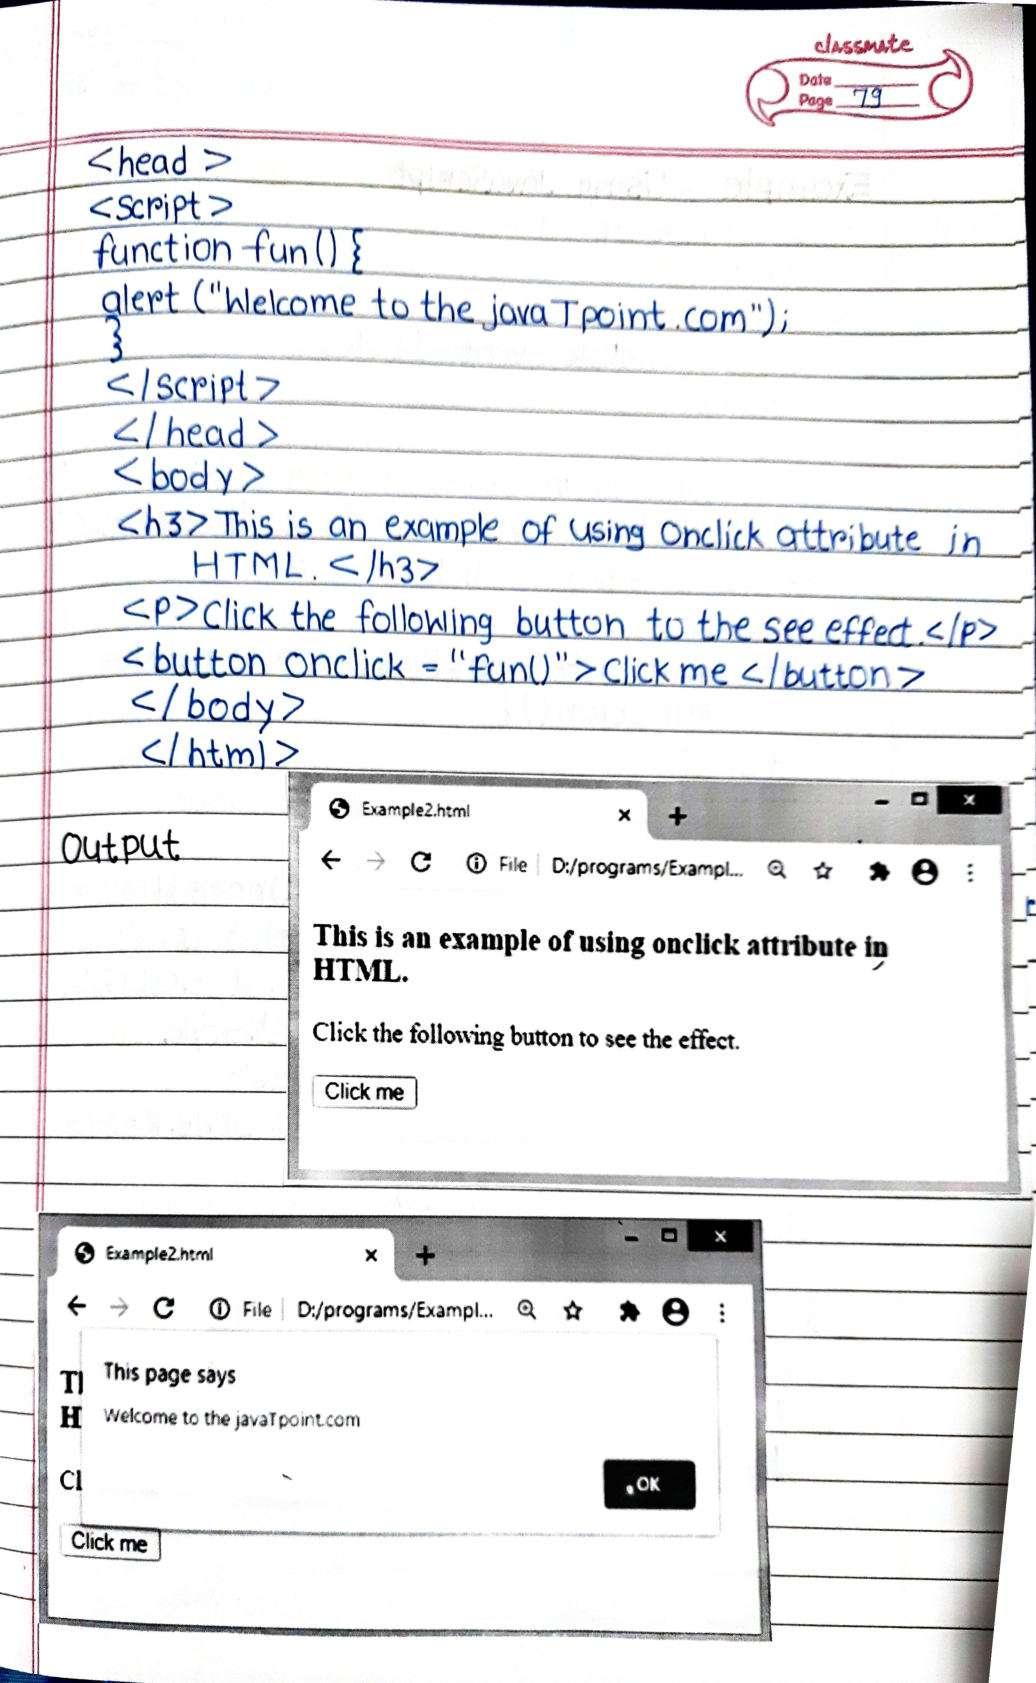 classmate
Date
Page 79
<head>
<script>
function fun() {
alert ("Welcome to the javaTpoint.com");
}
</script>
</head>
<body>
<h3>This is an example of using Onclick attribute in
HTML. </h3>
<p>Click the following button to the see effect.</p>
<button onclick = "fun()">Click me </button>
</body>
</html>
Output
Example2.html
File D:/programs/Exampl...
This is an example of using onclick attribute in
HTML.
Click the following button to see the effect.
Click me
Example2.html
File D:/programs/Exampl...
This page says
Welcome to the javaTpoint.com
OK
Click me